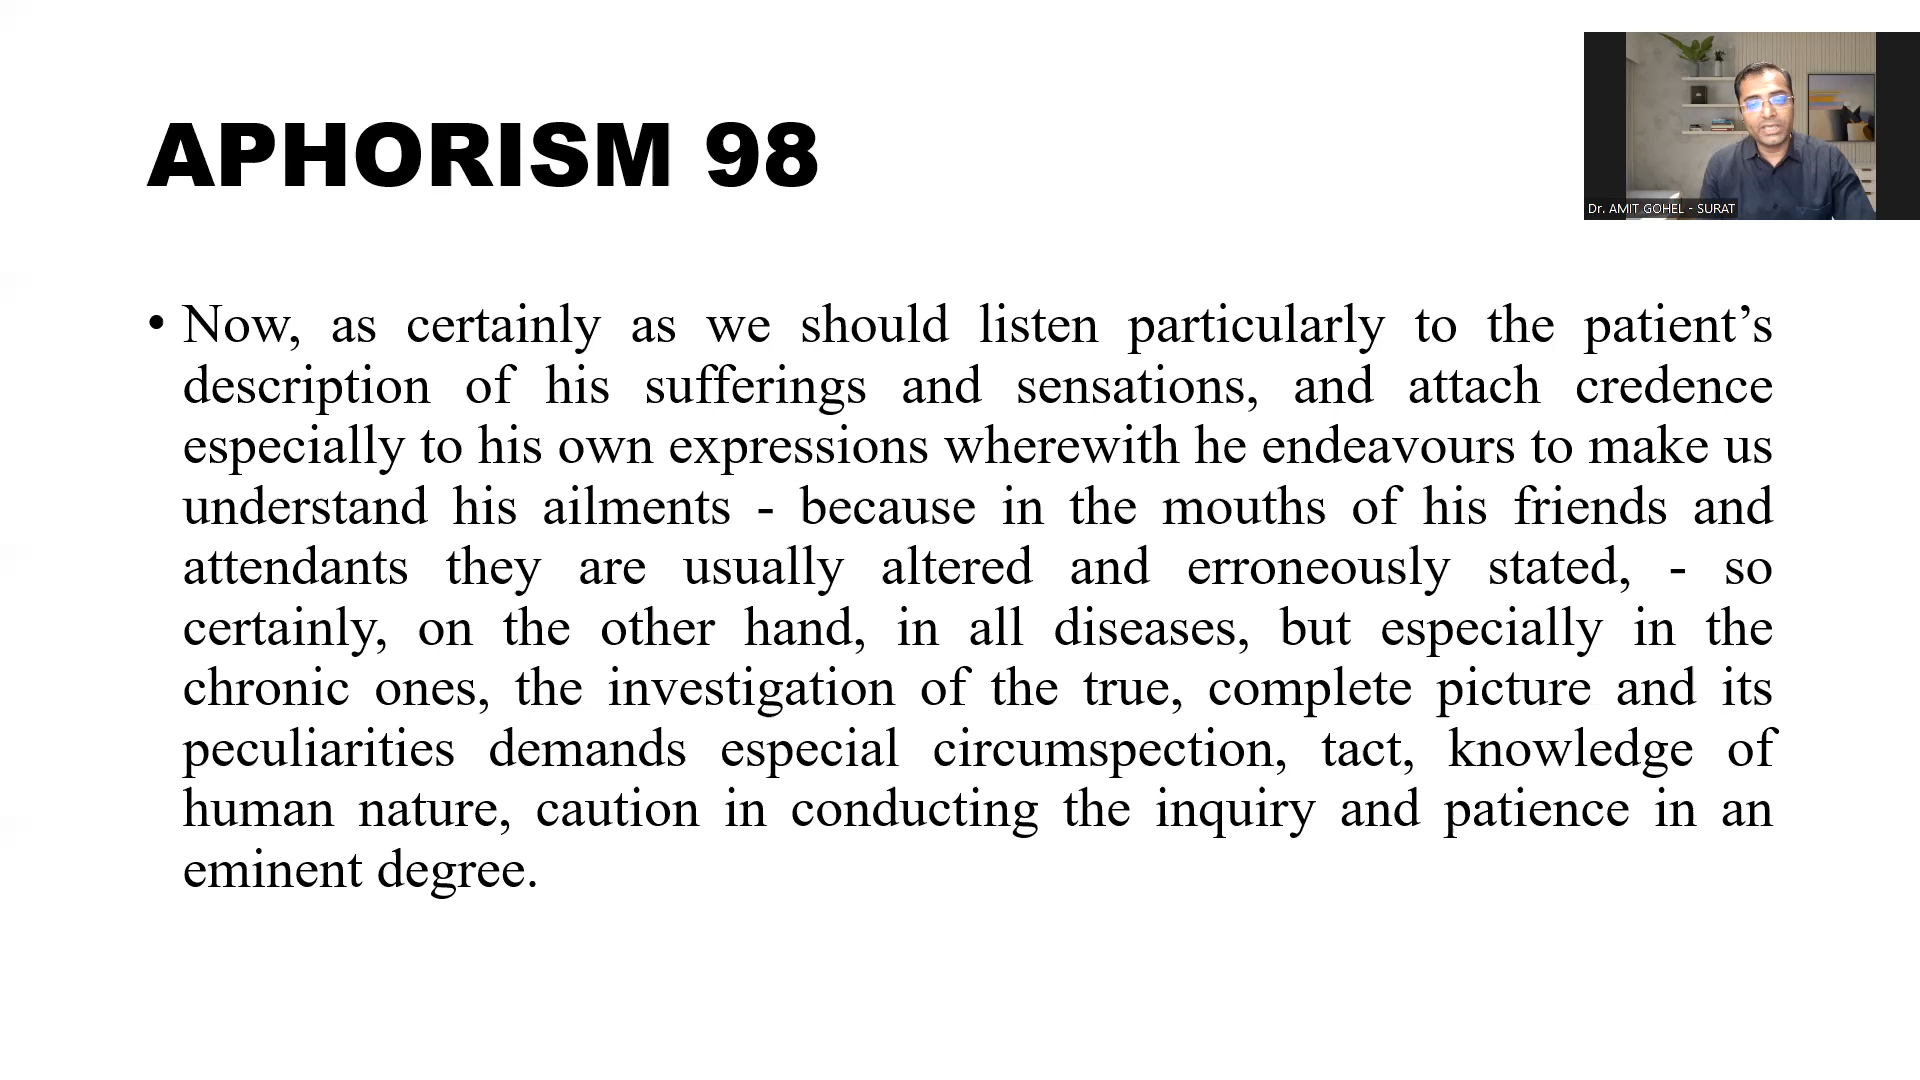 APHORISM 98
Dr. AMIT GOHEL - SURAT
• Now, as certainly as we should listen particularly to the patient’s
description of his sufferings and sensations, and attach credence
especially to his own expressions wherewith he endeavours to make us
understand his ailments - because in the mouths of his friends and
attendants they are usually altered and erroneously stated, - so
certainly, on the other hand, in all diseases, but especially in the
chronic ones, the investigation of the true, complete picture and its
peculiarities demands especial circumspection, tact, knowledge of
human nature, caution in conducting the inquiry and patience in an
eminent degree.